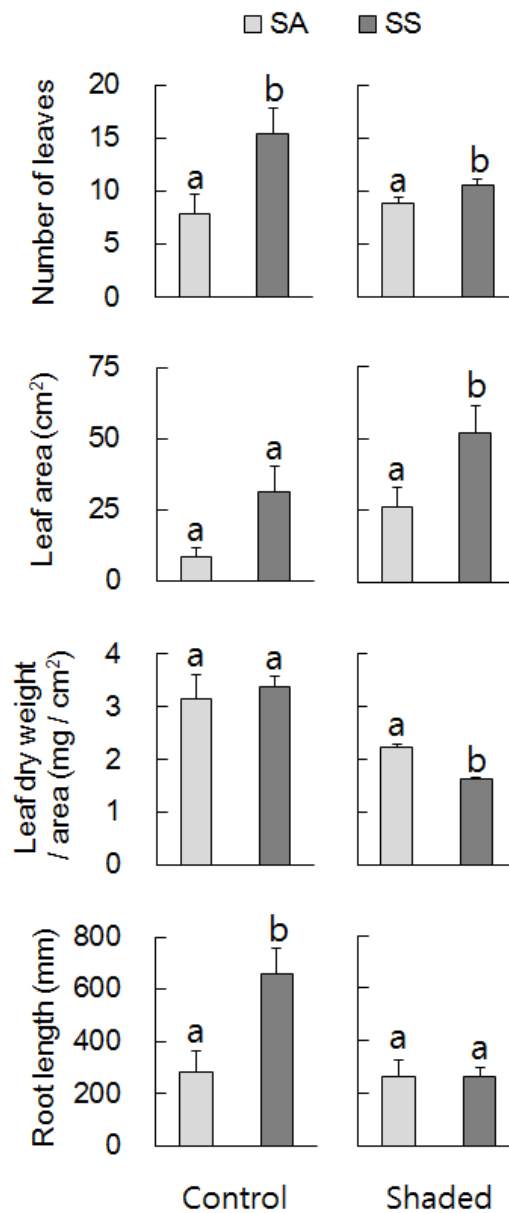 SA SS
Number of leaves
20
15
10
5
0
a
b
a
b
Leaf area (cm²)
75
50
25
0
a
a
a
b
Leaf dry weight
/ area (mg / cm²)
4
3
2
1
0
a
a
a
b
Root length (mm)
800
600
400
200
0
a
b
a
a
Control Shaded